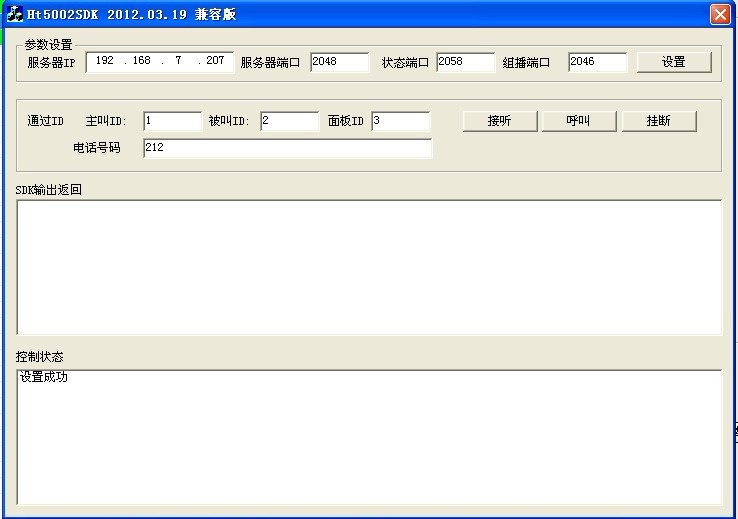 Ht5002SDK 2012.03.19 兼容版
参数设置
服务器IP 192 .168 . 7 .207 服务器端口 2048 状态端口 2058 组播端口 2046 设置
通过ID 主叫ID: 1 被叫ID: 2 面板ID 3 接听 呼叫 挂断
电话号码 212
SDK输出返回
控制状态
设置成功